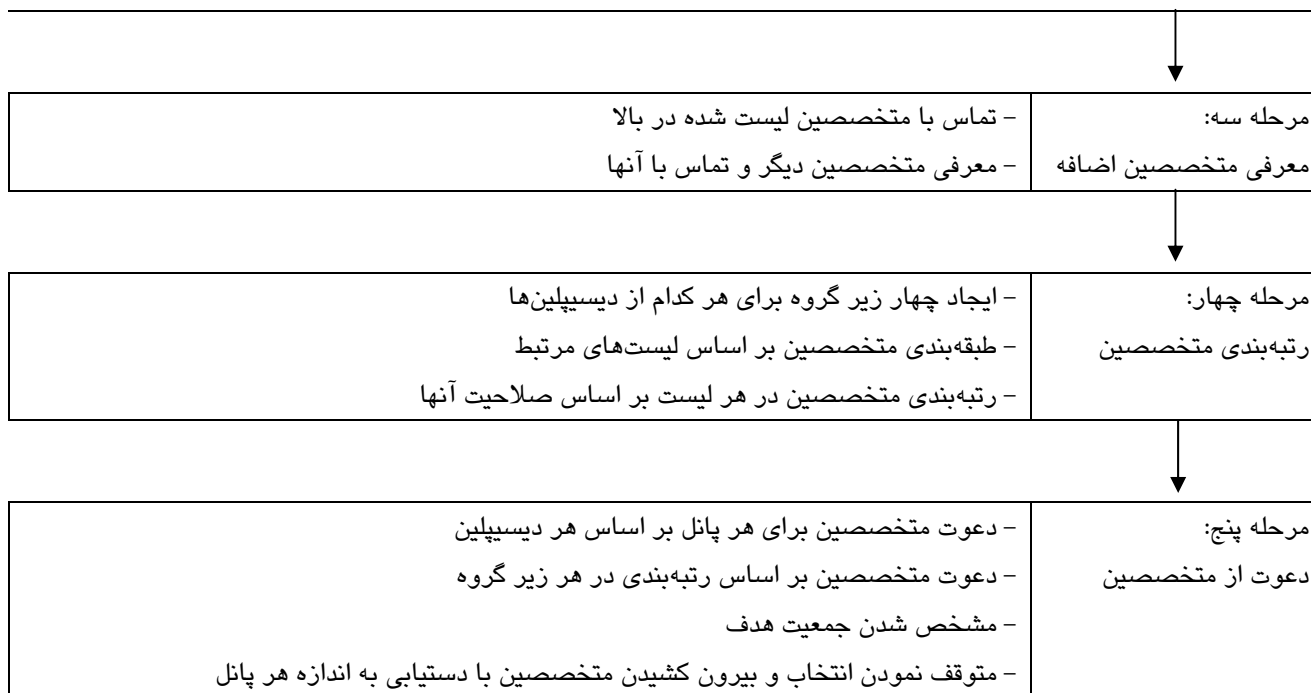 مرحله سه:
معرفی متخصصین اضافه
– تماس با متخصصین لیست شده در بالا
– معرفی متخصصین دیگر و تماس با آنها
مرحله چهار:
رتبه‌بندی متخصصین
– ایجاد چهار زیر گروه برای هر کدام از دیسیپلین‌ها
– طبقه‌بندی متخصصین بر اساس لیست‌های مرتبط
– رتبه‌بندی متخصصین در هر لیست بر اساس صلاحیت آنها
مرحله پنج:
دعوت از متخصصین
– دعوت متخصصین برای هر پانل بر اساس هر دیسیپلین
– دعوت متخصصین بر اساس رتبه‌بندی در هر زیر گروه
– مشخص شدن جمعیت هدف
– متوقف نمودن انتخاب و بیرون کشیدن متخصصین با دستیابی به اندازه هر پانل